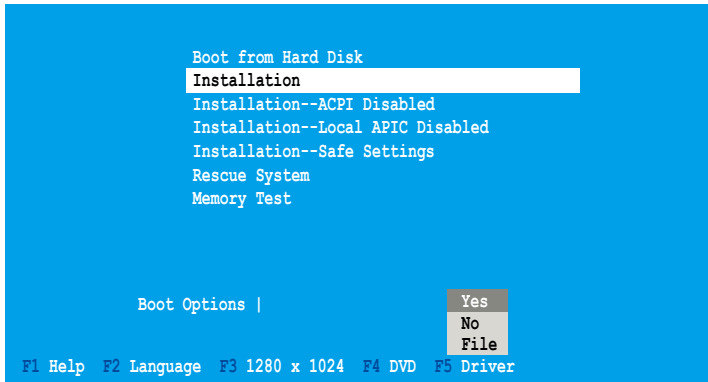 Boot from Hard Disk
Installation
Installation--ACPI Disabled
Installation--Local APIC Disabled
Installation--Safe Settings
Rescue System
Memory Test
Boot Options |
Yes
No
File
F1 Help F2 Language F3 1280 x 1024 F4 DVD F5 Driver